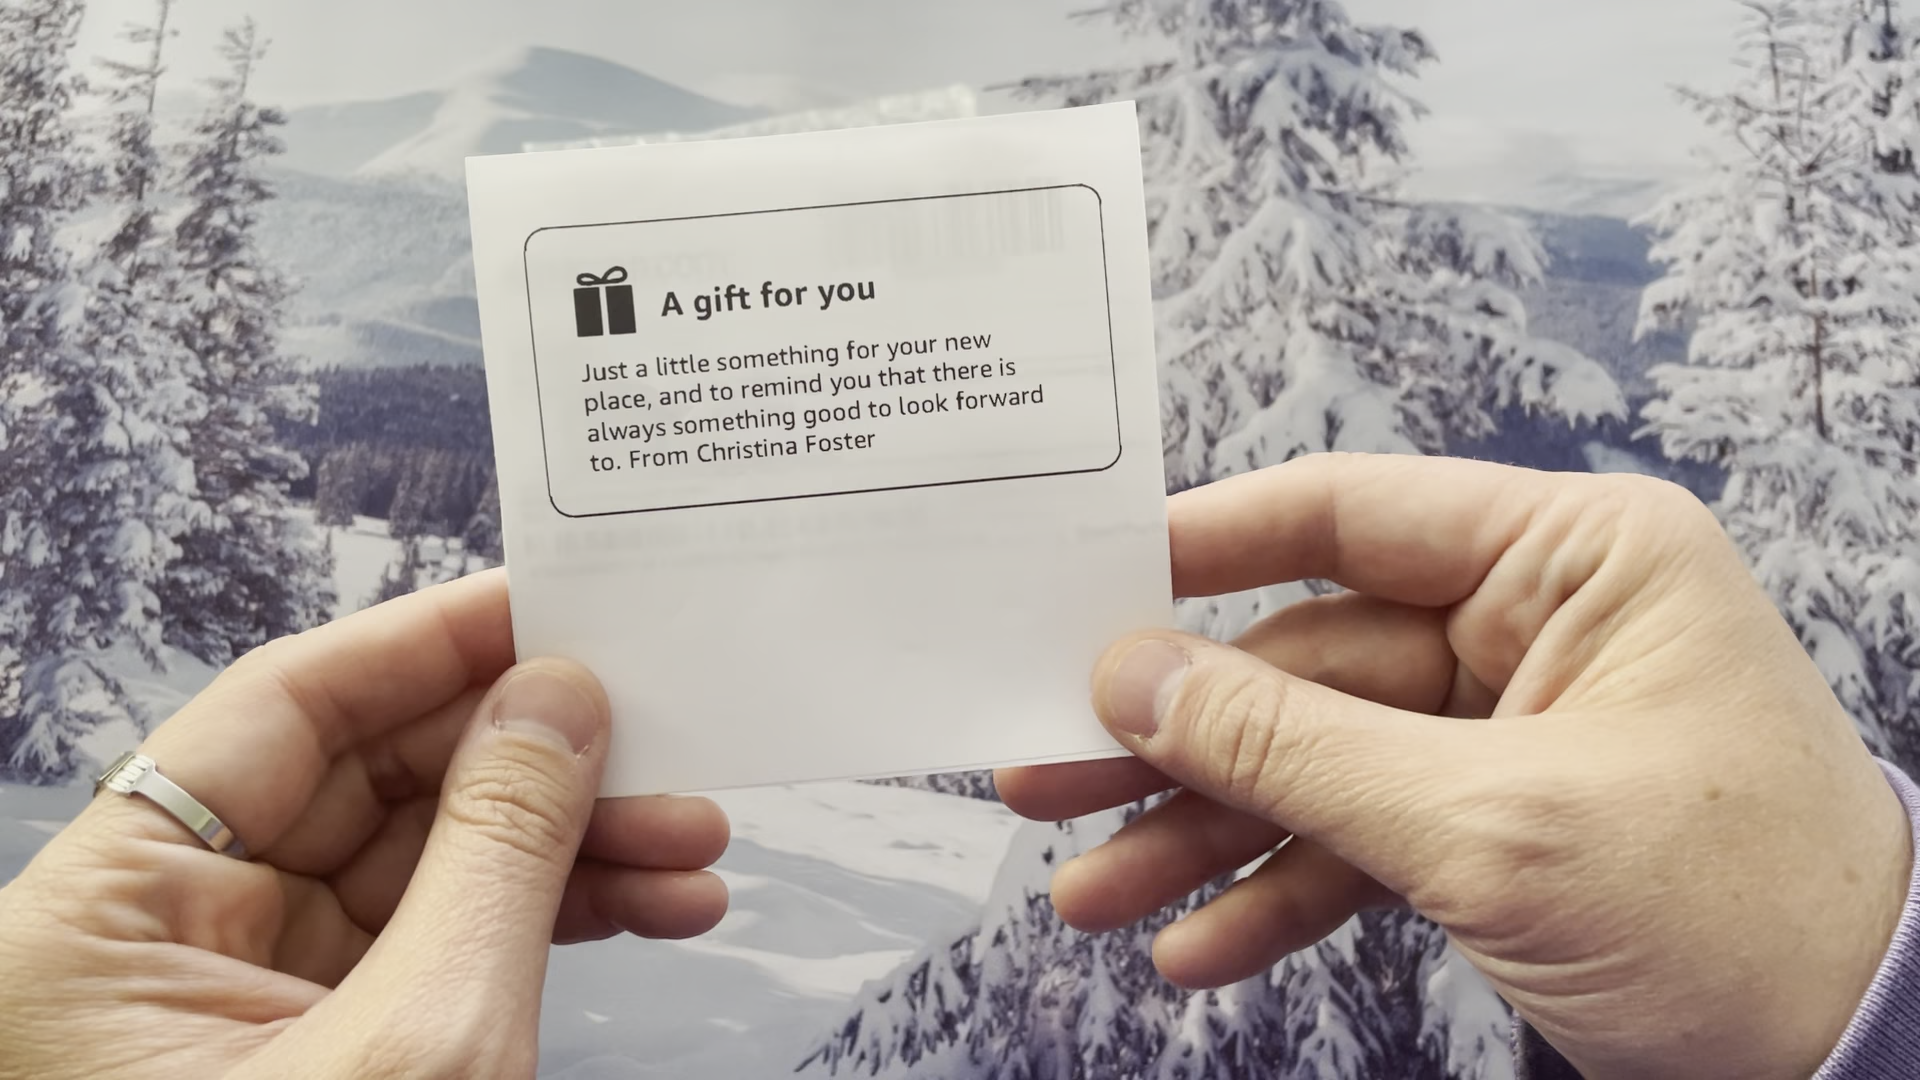 A gift for you
Just a little something for your new
place, and to remind you that there is
always something good to look forward
to. From Christina Foster